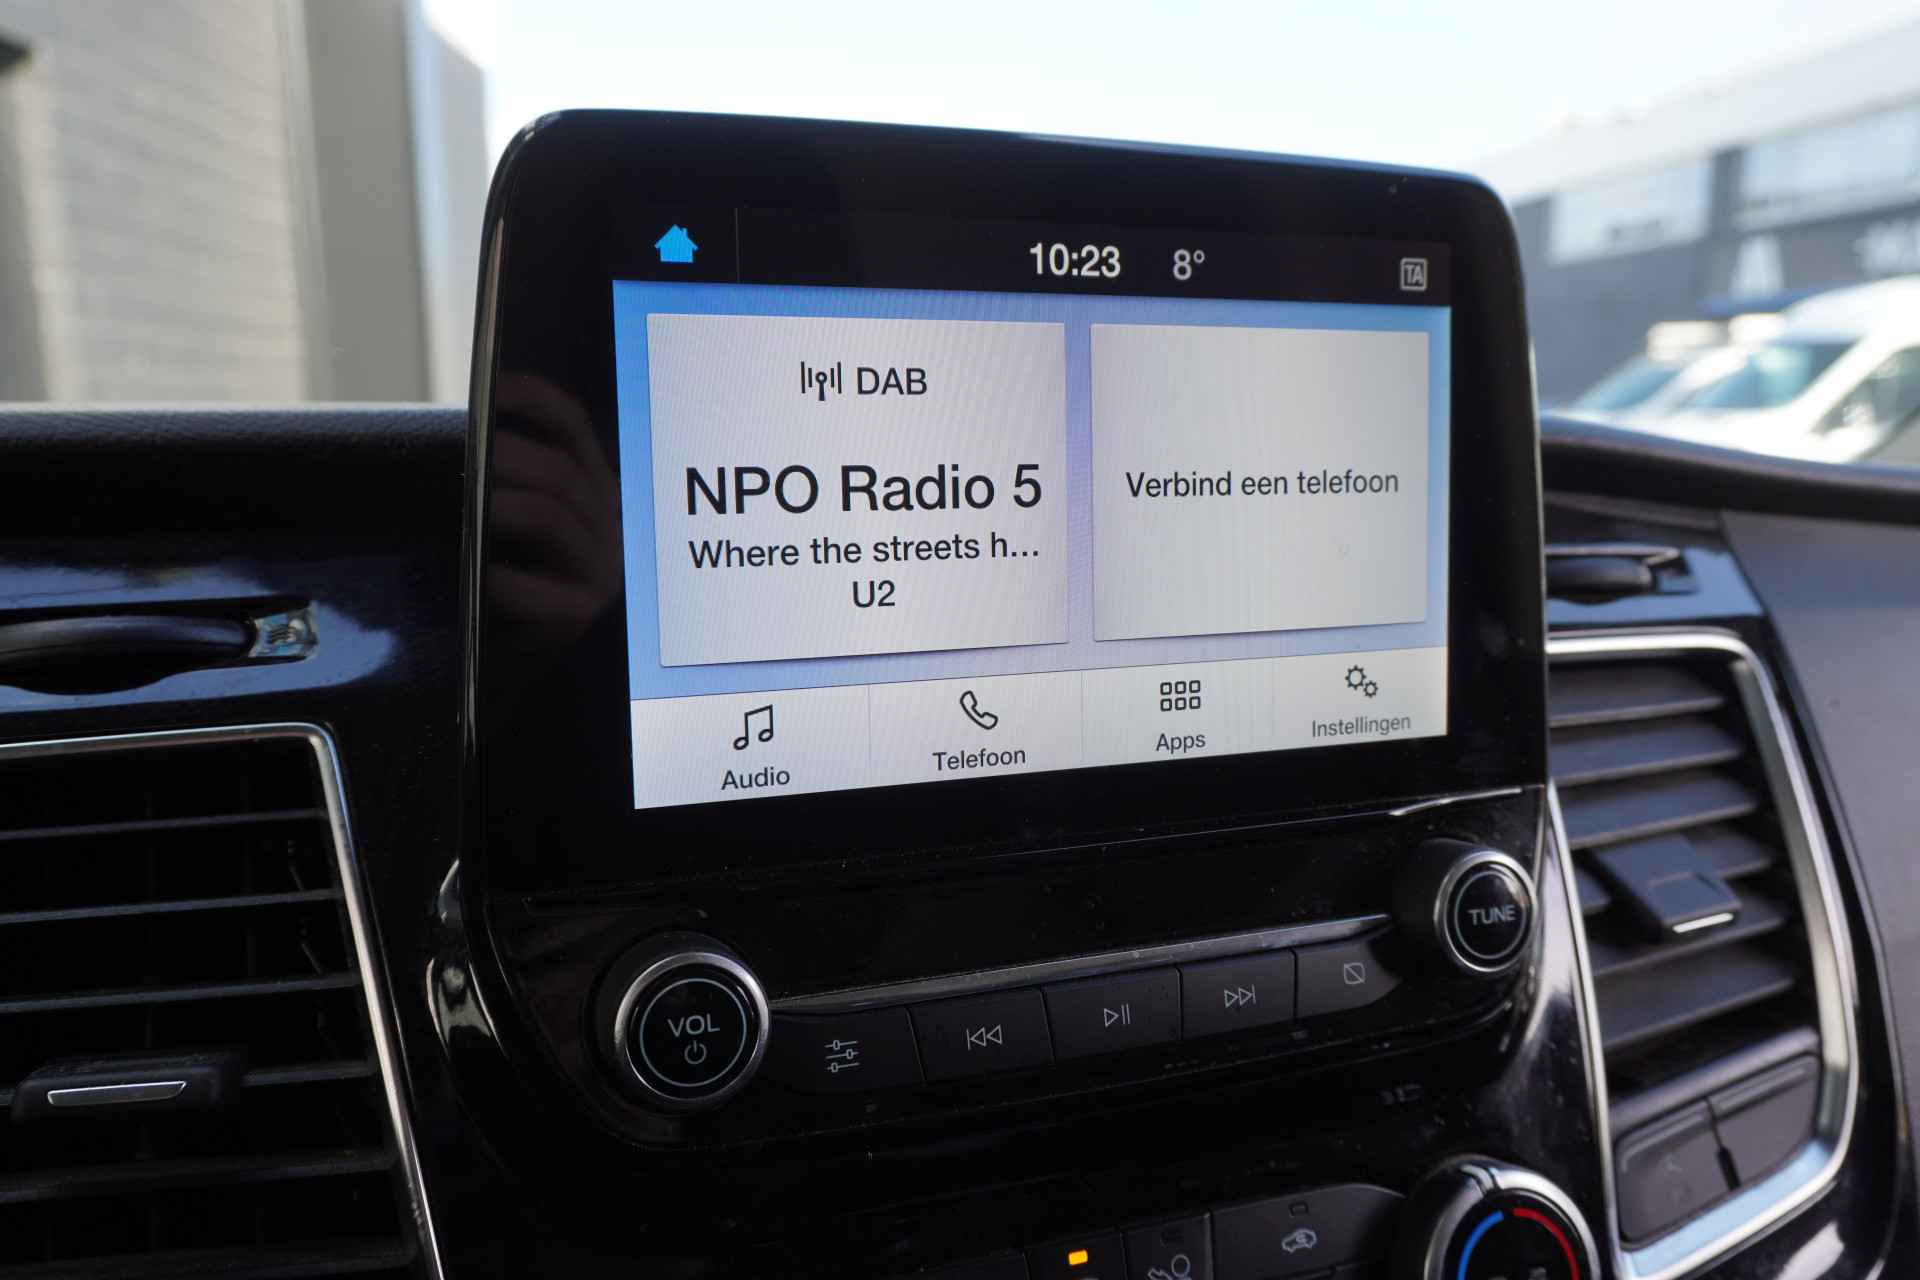 10:23 8°
TA
DAB
NPO Radio 5
Where the streets h...
U2
Verbind een telefoon
Audio
Telefoon
Apps
Instellingen
VOL
TUNE